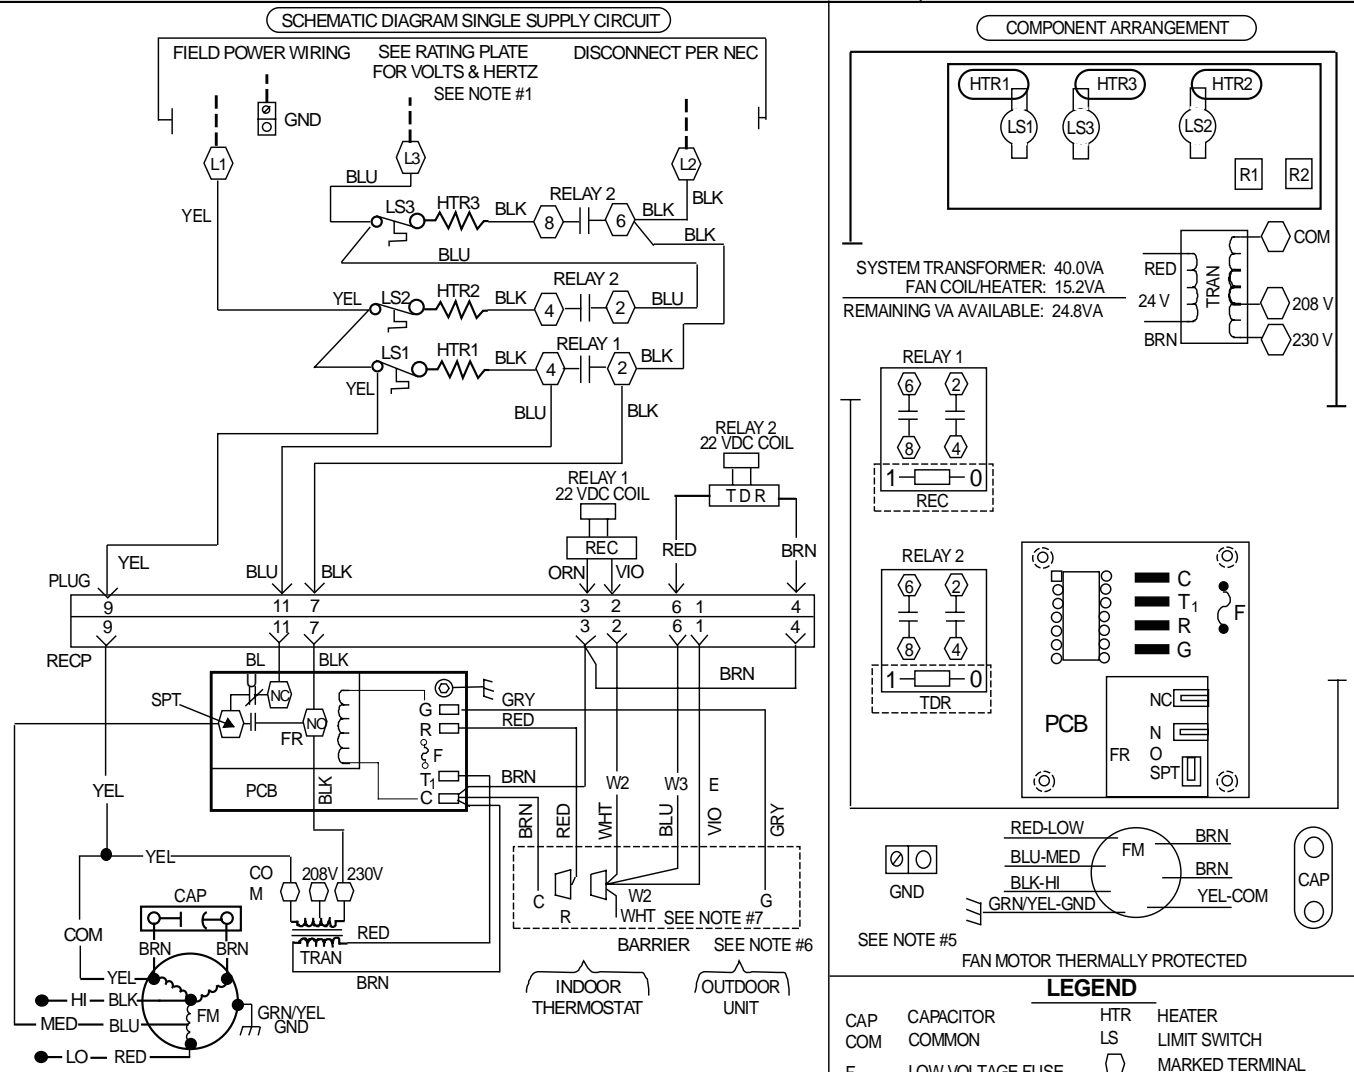 SCHEMATIC DIAGRAM SINGLE SUPPLY CIRCUIT
FIELD POWER WIRING
SEE RATING PLATE
FOR VOLTS & HERTZ
SEE NOTE #1
DISCONNECT PER NEC
GND
L1
L3
L2
BLU
BLK
YEL
LS3
HTR3
BLK
8
RELAY 2
6
BLK
BLK
BLU
YEL
LS2
HTR2
BLK
4
RELAY 2
2
BLU
LS1
HTR1
BLK
4
RELAY 1
2
BLK
YEL
BLU
BLK
RELAY 2
22 VDC COIL
TDR
RELAY 1
22 VDC COIL
REC
RED
BRN
YEL
BLU
BLK
ORN
VIO
PLUG
9 11 7 3 2 6 1 4
9 11 7 3 2 6 1 4
RECP
BL
U
BLK
BRN
SPT
NC
NO
FR
G
R
F
T1
C
PCB
BLK
GRY
RED
BRN
YEL
BRN
RED
WHT
W2
BLU
W3
VIO
E
GRY
YEL
CO
M
208V
230V
CAP
COM
BRN
BRN
TRAN
RED
BRN
C
R
W2
WHT
SEE NOTE #7
G
BARRIER
SEE NOTE #6
INDOOR
THERMOSTAT
OUTDOOR
UNIT
YEL
HI BLK
MED BLU
LO RED
FM
GRN/YEL
GND
COMPONENT ARRANGEMENT
HTR1
HTR3
HTR2
LS1
LS3
LS2
R1
R2
SYSTEM TRANSFORMER: 40.0VA
FAN COIL/HEATER: 15.2VA
REMAINING VA AVAILABLE: 24.8VA
RED
24 V
BRN
TRAN
COM
208 V
230 V
RELAY 1
6 2
8 4
1 0
REC
RELAY 2
6 2
8 4
1 0
TDR
C
T1
R
G
F
PCB
FR
NC
N
O
SPT
GND
SEE NOTE #5
RED-LOW
BLU-MED
BLK-HI
GRN/YEL-GND
FM
BRN
BRN
YEL-COM
CAP
FAN MOTOR THERMALLY PROTECTED
LEGEND
CAP CAPACITOR
COM COMMON
F LOW VOLTAGE FUSE
HTR HEATER
LS LIMIT SWITCH
MARKED TERMINAL